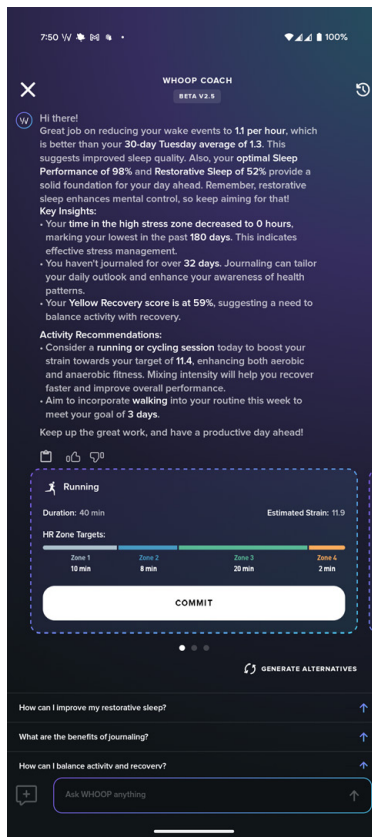 7:50
100%
WHOOP COACH
BETA V2.5
W
Hi there!
Great job on reducing your wake events to 1.1 per hour, which
is better than your 30-day Tuesday average of 1.3. This
suggests improved sleep quality. Also, your optimal Sleep
Performance of 98% and Restorative Sleep of 52% provide a
solid foundation for your day ahead. Remember, restorative
sleep enhances mental control, so keep aiming for that!
Key Insights:
• Your time in the high stress zone decreased to 0 hours,
marking your lowest in the past 180 days. This indicates
effective stress management.
• You haven't journaled for over 32 days. Journaling can tailor
your daily outlook and enhance your awareness of health
patterns.
• Your Yellow Recovery score is at 59%, suggesting a need to
balance activity with recovery.
Activity Recommendations:
• Consider a running or cycling session today to boost your
strain towards your target of 11.4, enhancing both aerobic
and anaerobic fitness. Mixing intensity will help you recover
faster and improve overall performance.
• Aim to incorporate walking into your routine this week to
meet your goal of 3 days.
Keep up the great work, and have a productive day ahead!
Running
Duration: 40 min Estimated Strain: 11.9
HR Zone Targets:
Zone 1 Zone 2 Zone 3 Zone 4
10 min 8 min 20 min 2 min
COMMIT
GENERATE ALTERNATIVES
How can I improve my restorative sleep?
What are the benefits of journaling?
How can I balance activity and recovery?
Ask WHOOP anything